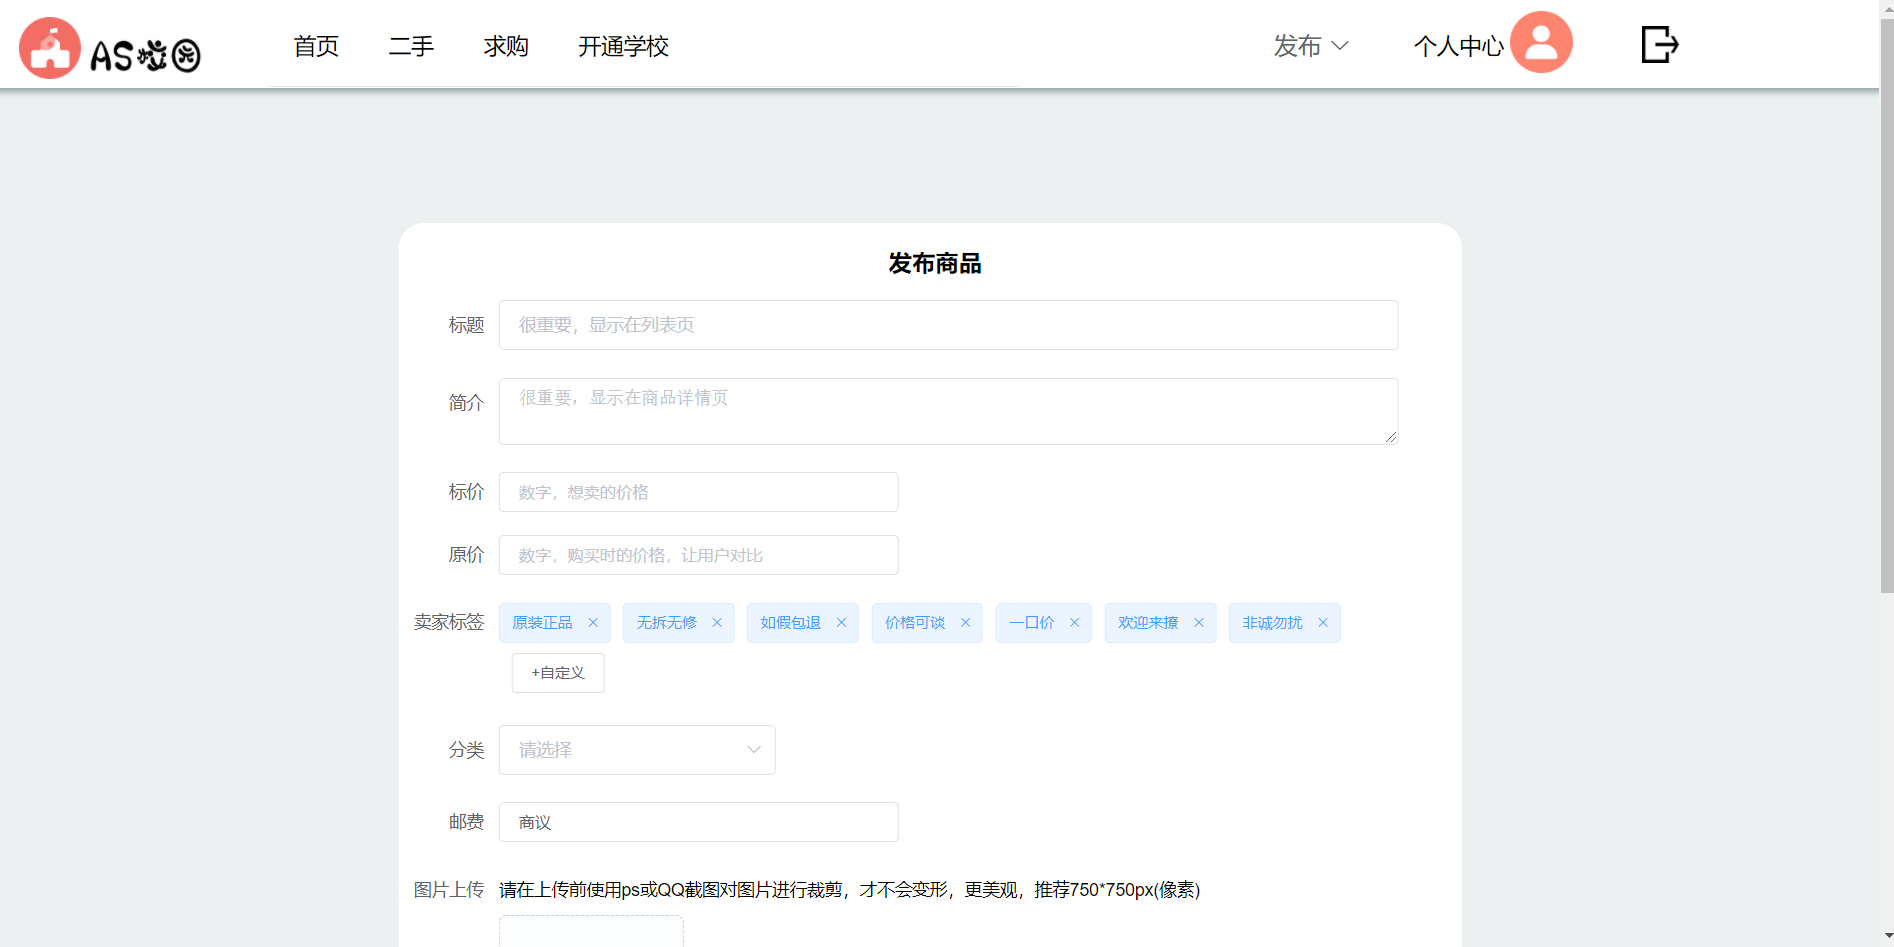 AS校园
首页 二手 求购 开通学校 发布 个人中心
发布商品
标题 很重要，显示在列表页
简介 很重要，显示在商品详情页
标价 数字，想卖的价格
原价 数字，购买时的价格，让用户对比
卖家标签 原装正品 无拆无修 如假包退 价格可谈 一口价 欢迎来撩 非诚勿扰
+自定义
分类 请选择
邮费 商议
图片上传 请在上传前使用ps或QQ截图对图片进行裁剪，才不会变形，更美观，推荐750*750px(像素)